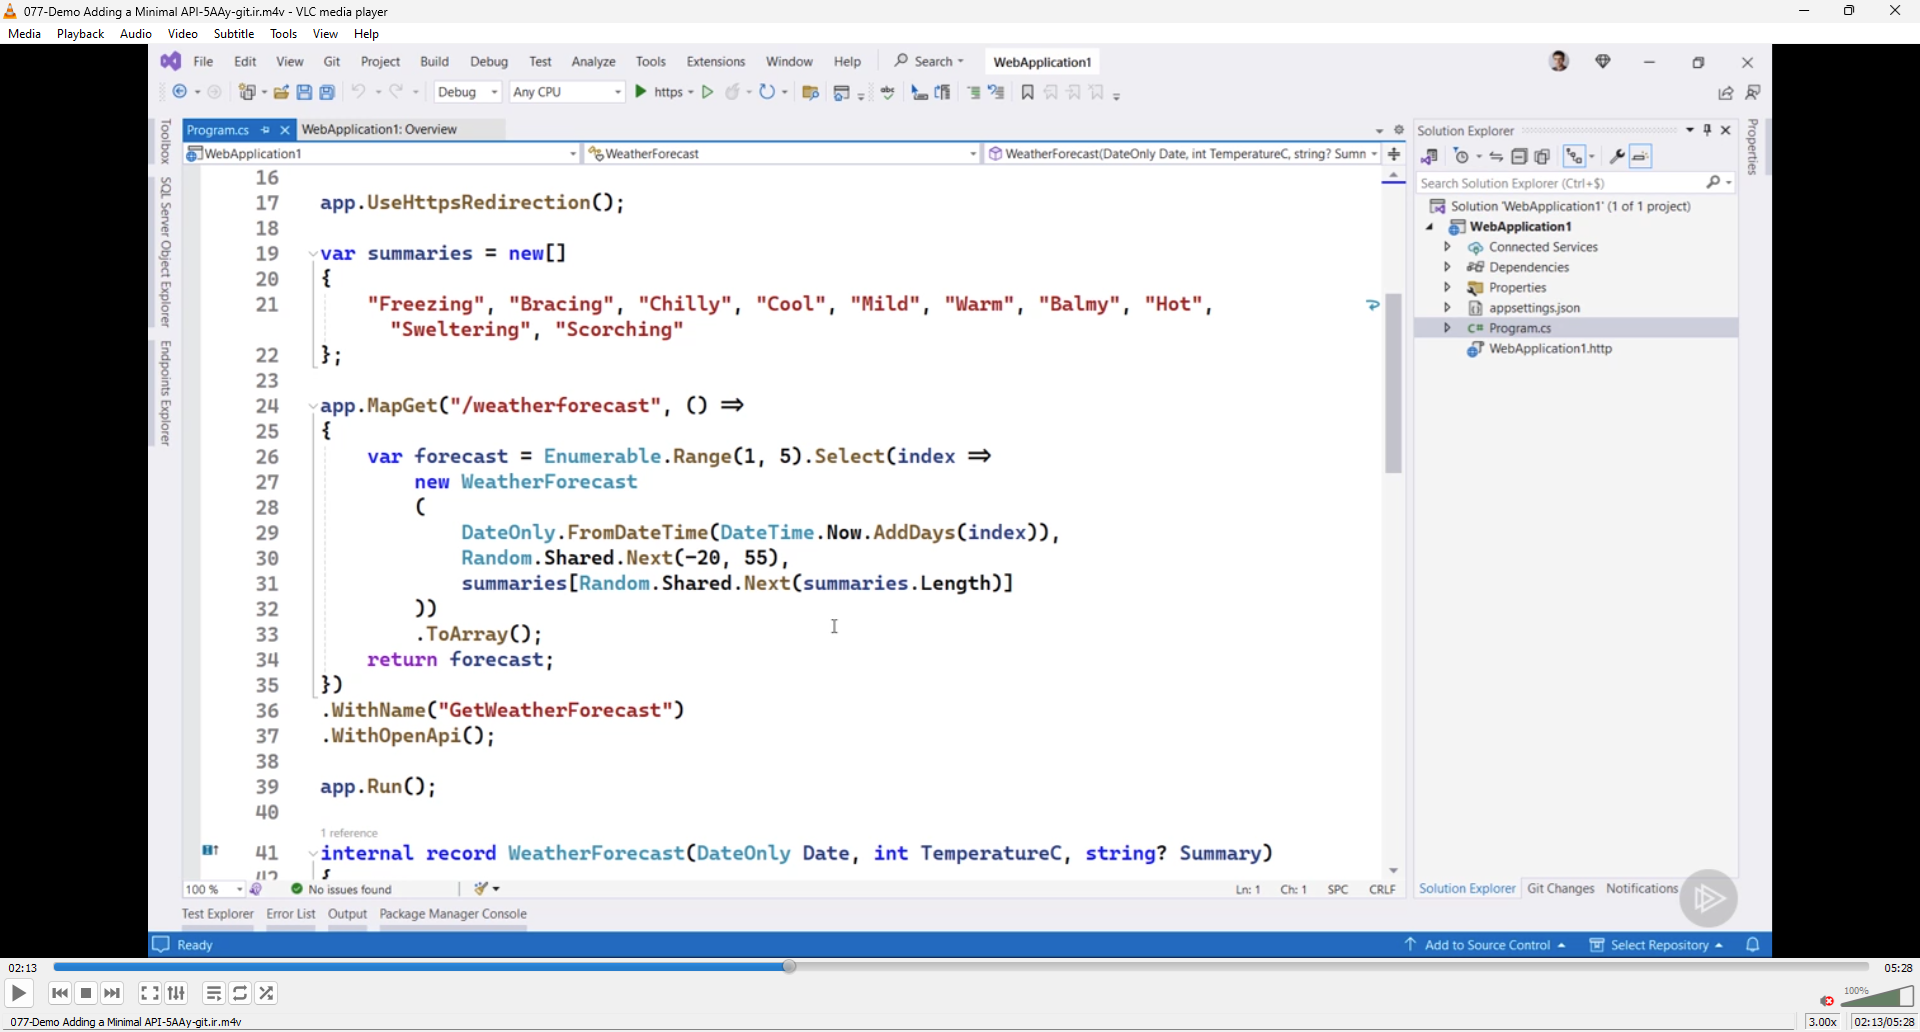 077-Demo Adding a Minimal API-5AAy-git.ir.m4v - VLC media player
Media Playback Audio Video Subtitle Tools View Help
File Edit View Git Project Build Debug Test Analyze Tools Extensions Window Help Search WebApplication1
Debug Any CPU https
Toolbox
SQL Server Object Explorer
Endpoints Explorer
Program.cs WebApplication1: Overview
WebApplication1 WeatherForecast WeatherForecast(DateOnly Date, int TemperatureC, string? Summ
16
17 app.UseHttpsRedirection();
18
19 var summaries = new[]
20 {
21 "Freezing", "Bracing", "Chilly", "Cool", "Mild", "Warm", "Balmy", "Hot",
"Sweltering", "Scorching"
22 };
23
24 app.MapGet("/weatherforecast", () =>
25 {
26 var forecast = Enumerable.Range(1, 5).Select(index =>
27 new WeatherForecast
28 (
29 DateOnly.FromDateTime(DateTime.Now.AddDays(index)),
30 Random.Shared.Next(-20, 55),
31 summaries[Random.Shared.Next(summaries.Length)]
32 ))
33 .ToArray();
34 return forecast;
35 })
36 .WithName("GetWeatherForecast")
37 .WithOpenApi();
38
39 app.Run();
40
1 reference
41 internal record WeatherForecast(DateOnly Date, int TemperatureC, string? Summary)
42 {
100 % No issues found Ln: 1 Ch: 1 SPC CRLF
Test Explorer Error List Output Package Manager Console
Solution Explorer
Search Solution Explorer (Ctrl+$)
Solution 'WebApplication1' (1 of 1 project)
WebApplication1
Connected Services
Dependencies
Properties
appsettings.json
C# Program.cs
WebApplication1.http
Solution Explorer Git Changes Notifications
Properties
Ready Add to Source Control Select Repository
02:13 05:28
100%
077-Demo Adding a Minimal API-5AAy-git.ir.m4v 3.00x 02:13/05:28